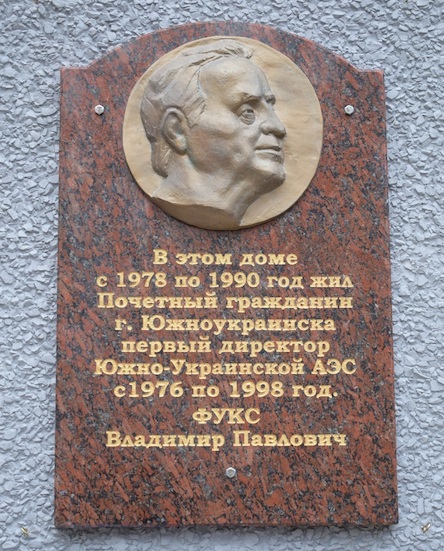 В этом доме
с 1978 по 1990 год жил
Почетный гражданин
г. Южноукраинска
первый директор
Южно-Украинской АЭС
с1976 по 1998 год.
ФУКС
Владимир Павлович